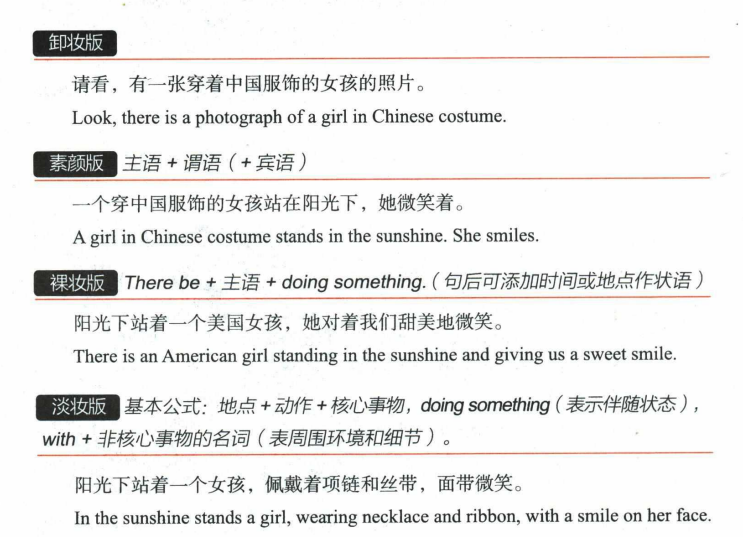 卸妆版
请看，有一张穿着中国服饰的女孩的照片。
Look, there is a photograph of a girl in Chinese costume.
素颜版 主语 + 谓语（+ 宾语）
一个穿中国服饰的女孩站在阳光下，她微笑着。
A girl in Chinese costume stands in the sunshine. She smiles.
裸妆版 There be + 主语 + doing something.（句后可添加时间或地点作状语）
阳光下站着一个美国女孩，她对着我们甜美地微笑。
There is an American girl standing in the sunshine and giving us a sweet smile.
淡妆版 基本公式：地点 + 动作 + 核心事物，doing something（表示伴随状态），
with + 非核心事物的名词（表周围环境和细节）。
阳光下站着一个女孩，佩戴着项链和丝带，面带微笑。
In the sunshine stands a girl, wearing necklace and ribbon, with a smile on her face.